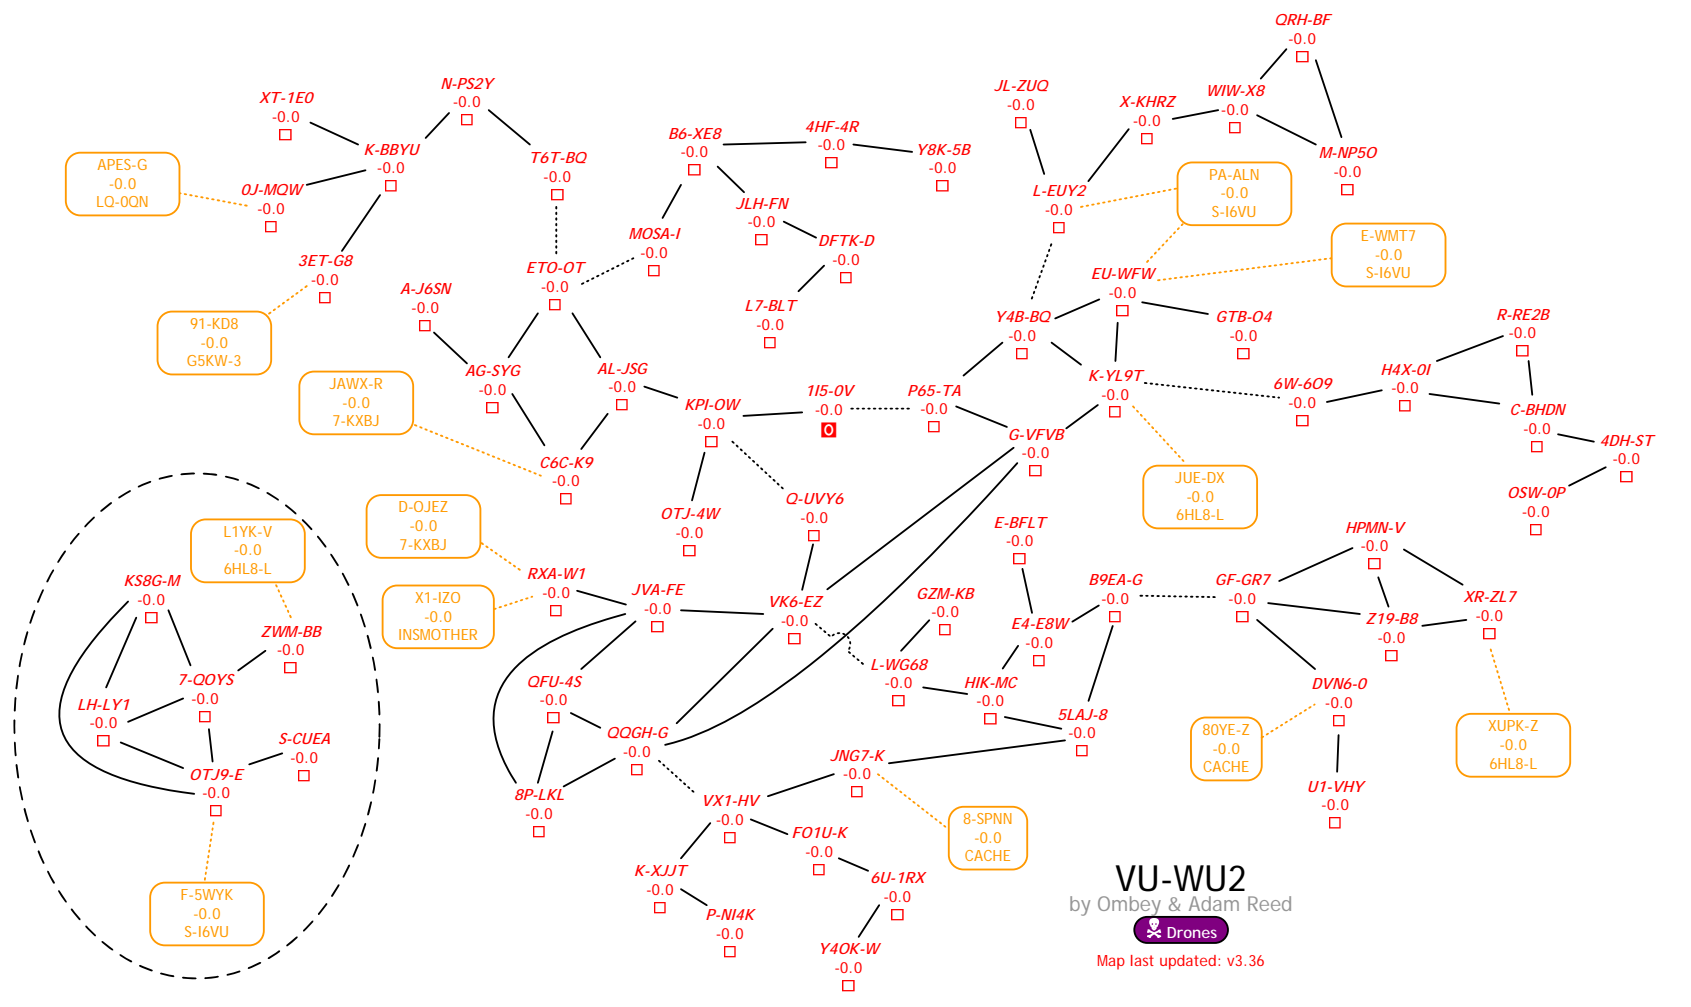 QRH-BF
-0.0
N-PS2Y
-0.0
XT-1E0
-0.0
JL-ZUQ
-0.0
X-KHRZ
-0.0
WIW-X8
-0.0
K-BBYU
-0.0
T6T-BQ
-0.0
B6-XE8
-0.0
4HF-4R
-0.0
Y8K-5B
-0.0
M-NP5O
-0.0
APES-G
-0.0
LQ-0QN
0J-MQW
-0.0
L-EUY2
-0.0
PA-ALN
-0.0
S-I6VU
JLH-FN
-0.0
MOSA-I
-0.0
DFTK-D
-0.0
E-WMT7
-0.0
S-I6VU
3ET-G8
-0.0
ETO-OT
-0.0
EU-WFW
-0.0
A-J6SN
-0.0
L7-BLT
-0.0
Y4B-BQ
-0.0
GTB-O4
-0.0
R-RE2B
-0.0
91-KD8
-0.0
G5KW-3
AG-SYG
-0.0
AL-JSG
-0.0
JAWX-R
-0.0
7-KXBJ
KPI-OW
-0.0
1I5-0V
-0.0
0
P65-TA
-0.0
K-YL9T
-0.0
6W-6O9
-0.0
H4X-0I
-0.0
C-BHDN
-0.0
G-VFVB
-0.0
4DH-ST
-0.0
C6C-K9
-0.0
JUE-DX
-0.0
6HL8-L
OSW-0P
-0.0
Q-UVY6
-0.0
OTJ-4W
-0.0
D-OJEZ
-0.0
7-KXBJ
E-BFLT
-0.0
HPMN-V
-0.0
L1YK-V
-0.0
6HL8-L
KS8G-M
-0.0
RXA-W1
-0.0
JVA-FE
-0.0
VK6-EZ
-0.0
GZM-KB
-0.0
B9EA-G
-0.0
GF-GR7
-0.0
XR-ZL7
-0.0
X1-IZO
-0.0
INSMOTHER
ZWM-BB
-0.0
E4-E8W
-0.0
Z19-B8
-0.0
L-WG68
-0.0
7-QOYS
-0.0
QFU-4S
-0.0
HIK-MC
-0.0
DVN6-0
-0.0
LH-LY1
-0.0
5LAJ-8
-0.0
S-CUEA
-0.0
QQGH-G
-0.0
80YE-Z
-0.0
CACHE
XUPK-Z
-0.0
6HL8-L
OTJ9-E
-0.0
JNG7-K
-0.0
8P-LKL
-0.0
VX1-HV
-0.0
U1-VHY
-0.0
8-SPNN
-0.0
CACHE
FO1U-K
-0.0
K-XJJT
-0.0
6U-1RX
-0.0
F-5WYK
-0.0
S-I6VU
P-NI4K
-0.0
Y4OK-W
-0.0
VU-WU2
by Ombey & Adam Reed
Drones
Map last updated: v3.36